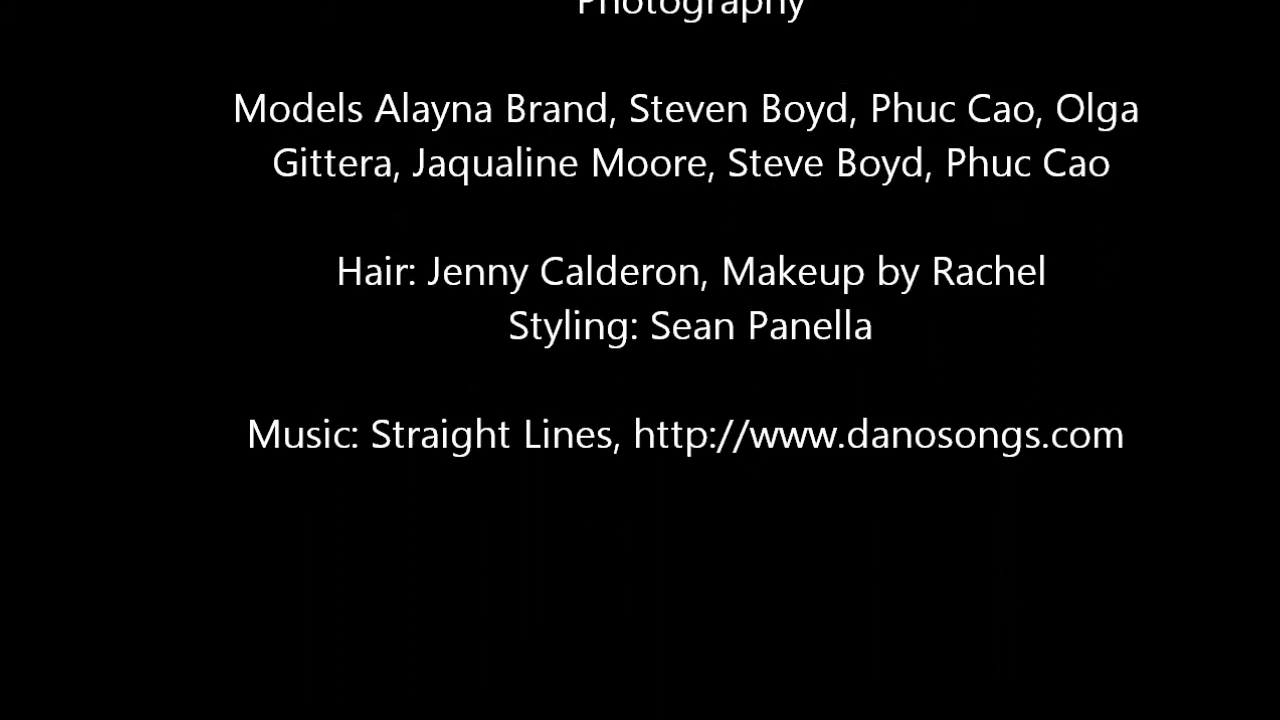 Photography
Models Alayna Brand, Steven Boyd, Phuc Cao, Olga
Gittera, Jaqualine Moore, Steve Boyd, Phuc Cao
Hair: Jenny Calderon, Makeup by Rachel
Styling: Sean Panella
Music: Straight Lines, http://www.danosongs.com